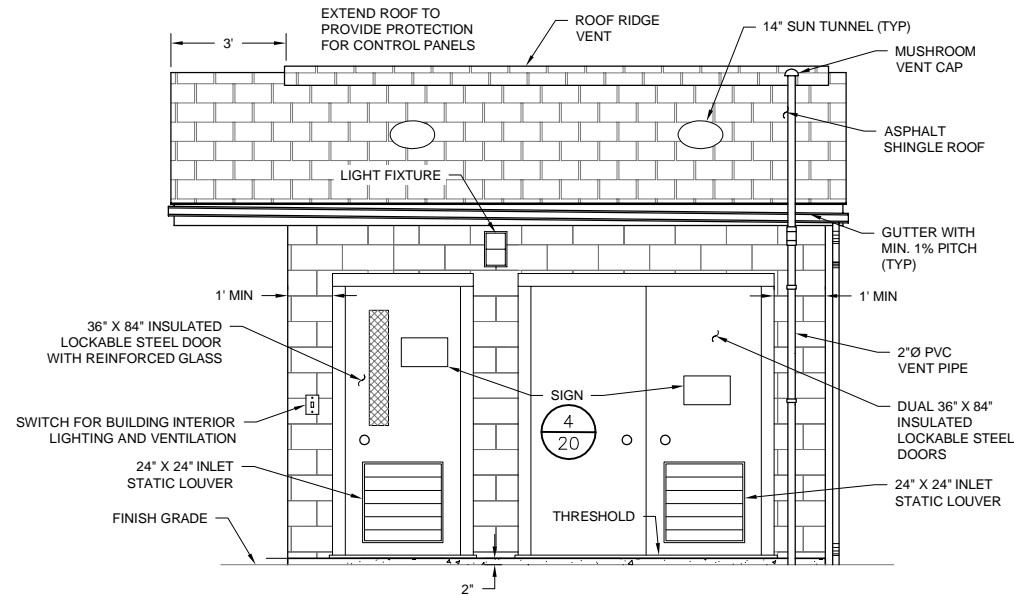 EXTEND ROOF TO
PROVIDE PROTECTION
FOR CONTROL PANELS
ROOF RIDGE
VENT
14" SUN TUNNEL (TYP)
3'
MUSHROOM
VENT CAP
ASPHALT
SHINGLE ROOF
LIGHT FIXTURE
GUTTER WITH
MIN. 1% PITCH
(TYP)
1' MIN
1' MIN
36" X 84" INSULATED
LOCKABLE STEEL DOOR
WITH REINFORCED GLASS
2"Ø PVC
VENT PIPE
SIGN
4
20
SWITCH FOR BUILDING INTERIOR
LIGHTING AND VENTILATION
DUAL 36" X 84"
INSULATED
LOCKABLE STEEL
DOORS
24" X 24" INLET
STATIC LOUVER
24" X 24" INLET
STATIC LOUVER
FINISH GRADE
THRESHOLD
2"